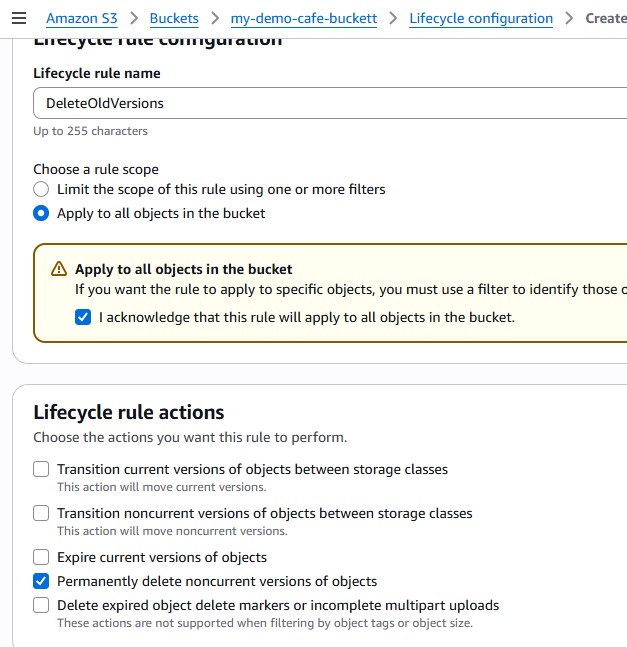 Amazon S3 > Buckets > my-demo-cafe-buckett > Lifecycle configuration > Create
Lifecycle rule configuration
Lifecycle rule name
DeleteOldVersions
Up to 255 characters
Choose a rule scope
Limit the scope of this rule using one or more filters
Apply to all objects in the bucket
Apply to all objects in the bucket
If you want the rule to apply to specific objects, you must use a filter to identify those
I acknowledge that this rule will apply to all objects in the bucket.
Lifecycle rule actions
Choose the actions you want this rule to perform.
Transition current versions of objects between storage classes
This action will move current versions.
Transition noncurrent versions of objects between storage classes
This action will move noncurrent versions.
Expire current versions of objects
Permanently delete noncurrent versions of objects
Delete expired object delete markers or incomplete multipart uploads
These actions are not supported when filtering by object tags or object size.